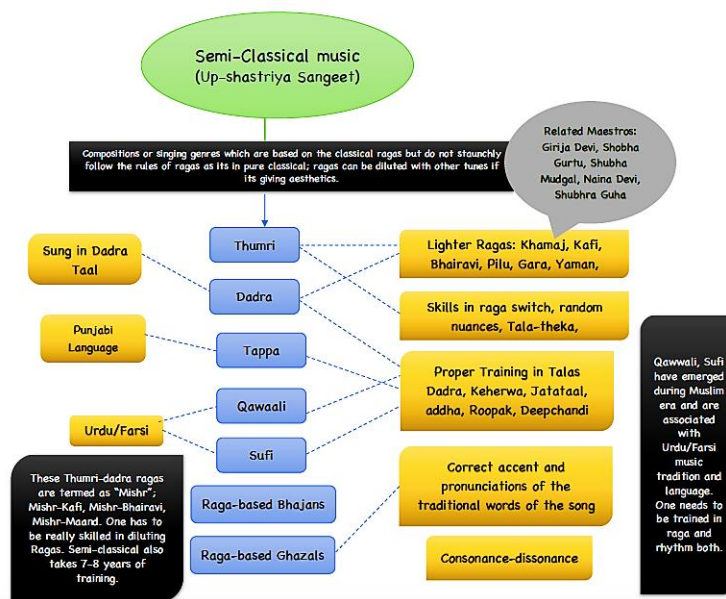 Semi-Classical music
(Up-shastriya Sangeet)
Compositions or singing genres which are based on the classical ragas but do not staunchly
follow the rules of ragas as its in pure classical; ragas can be diluted with other tunes if
its giving aesthetics.
Related Maestros:
Girija Devi, Shobha
Gurtu, Shubha
Mudgal, Naina Devi,
Shubhra Guha
Thumri
Dadra
Tappa
Qawaali
Sufi
Raga-based Bhajans
Raga-based Ghazals
Sung in Dadra
Taal
Punjabi
Language
Urdu/Farsi
Lighter Ragas: Khamaj, Kafi,
Bhairavi, Pilu, Gara, Yaman,
Skills in raga switch, random
nuances, Tala-theka,
Proper Training in Talas
Dadra, Keherwa, Jatataal,
addha, Roopak, Deepchandi
Correct accent and
pronunciations of the
traditional words of the song
Consonance-dissonance
These Thumri-dadra ragas
are termed as “Mishr”;
Mishr-Kafi, Mishr-Bhairavi,
Mishr-Maand. One has to
be really skilled in diluting
Ragas. Semi-classical also
takes 7-8 years of
training.
Qawwali, Sufi
have emerged
during Muslim
era and are
associated
with
Urdu/Farsi
music
tradition and
language.
One needs to
be trained in
raga and
rhythm both.